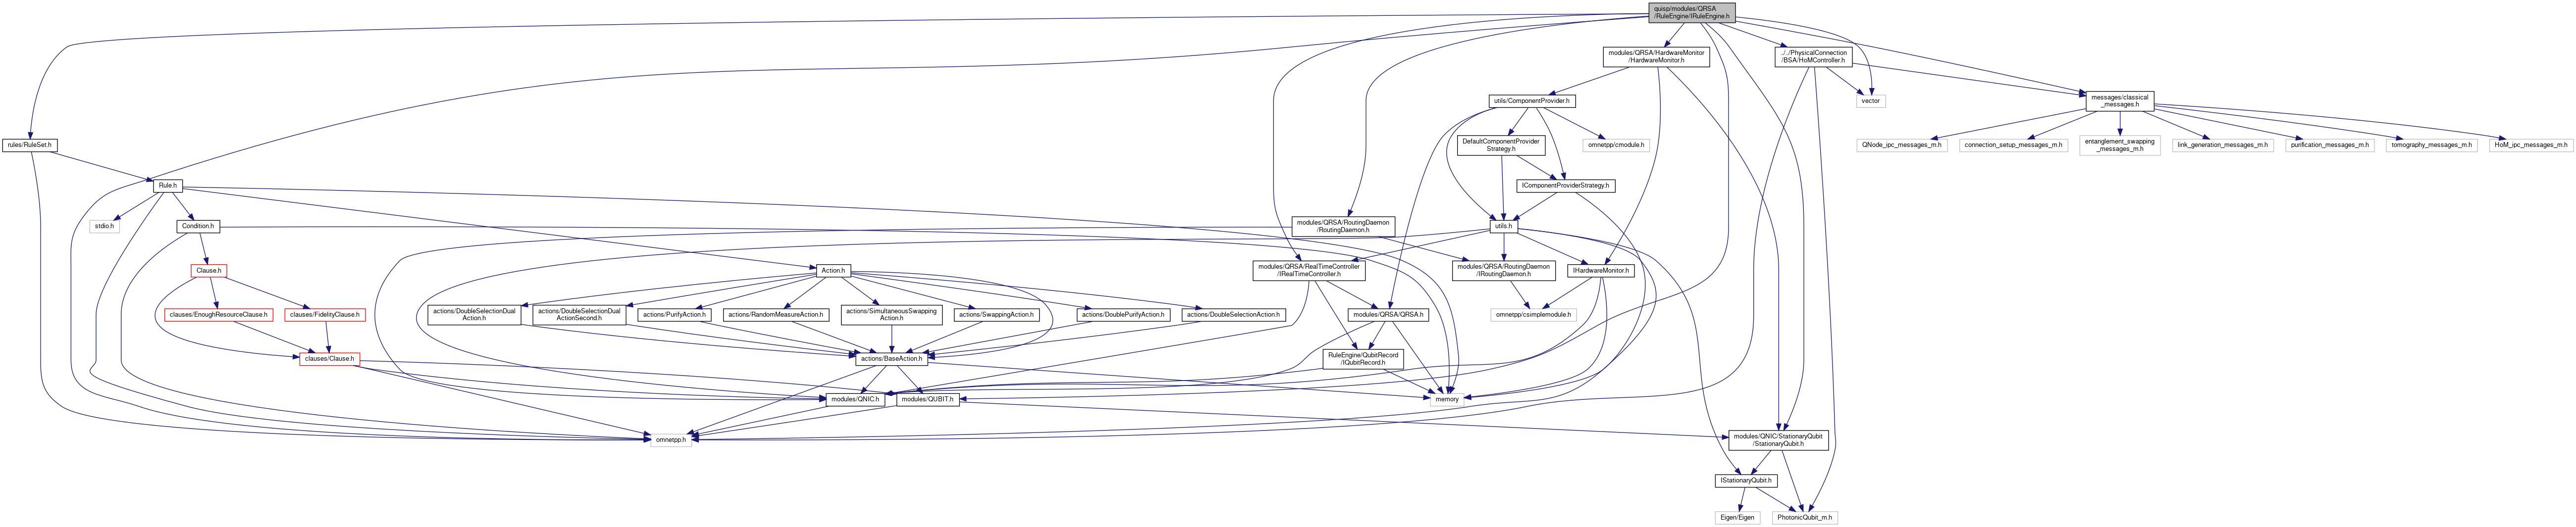 quisp/modules/QRSA
/RuleEngine/IRuleEngine.h
modules/QRSA/HardwareMonitor
/HardwareMonitor.h
../../PhysicalConnection
/BSA/HoMController.h
utils/ComponentProvider.h
vector
messages/classical
_messages.h
rules/RuleSet.h
DefaultComponentProvider
Strategy.h
omnetpp/cmodule.h
QNode_ipc_messages_m.h
connection_setup_messages_m.h
entanglement_swapping
_messages_m.h
link_generation_messages_m.h
purification_messages_m.h
tomography_messages_m.h
HoM_ipc_messages_m.h
Rule.h
IComponentProviderStrategy.h
stdio.h
Condition.h
modules/QRSA/RoutingDaemon
/RoutingDaemon.h
utils.h
Clause.h
Action.h
modules/QRSA/RealTimeController
/IRealTimeController.h
modules/QRSA/RoutingDaemon
/IRoutingDaemon.h
IHardwareMonitor.h
clauses/EnoughResourceClause.h
clauses/FidelityClause.h
actions/DoubleSelectionDual
Action.h
actions/DoubleSelectionDual
ActionSecond.h
actions/PurifyAction.h
actions/RandomMeasureAction.h
actions/SimultaneousSwapping
Action.h
actions/SwappingAction.h
actions/DoublePurifyAction.h
actions/DoubleSelectionAction.h
modules/QRSA/QRSA.h
omnetpp/csimplemodule.h
clauses/Clause.h
actions/BaseAction.h
RuleEngine/QubitRecord
/IQubitRecord.h
modules/QNIC.h
modules/QUBIT.h
memory
omnetpp.h
modules/QNIC/StationaryQubit
/StationaryQubit.h
IStationaryQubit.h
Eigen/Eigen
PhotonicQubit_m.h